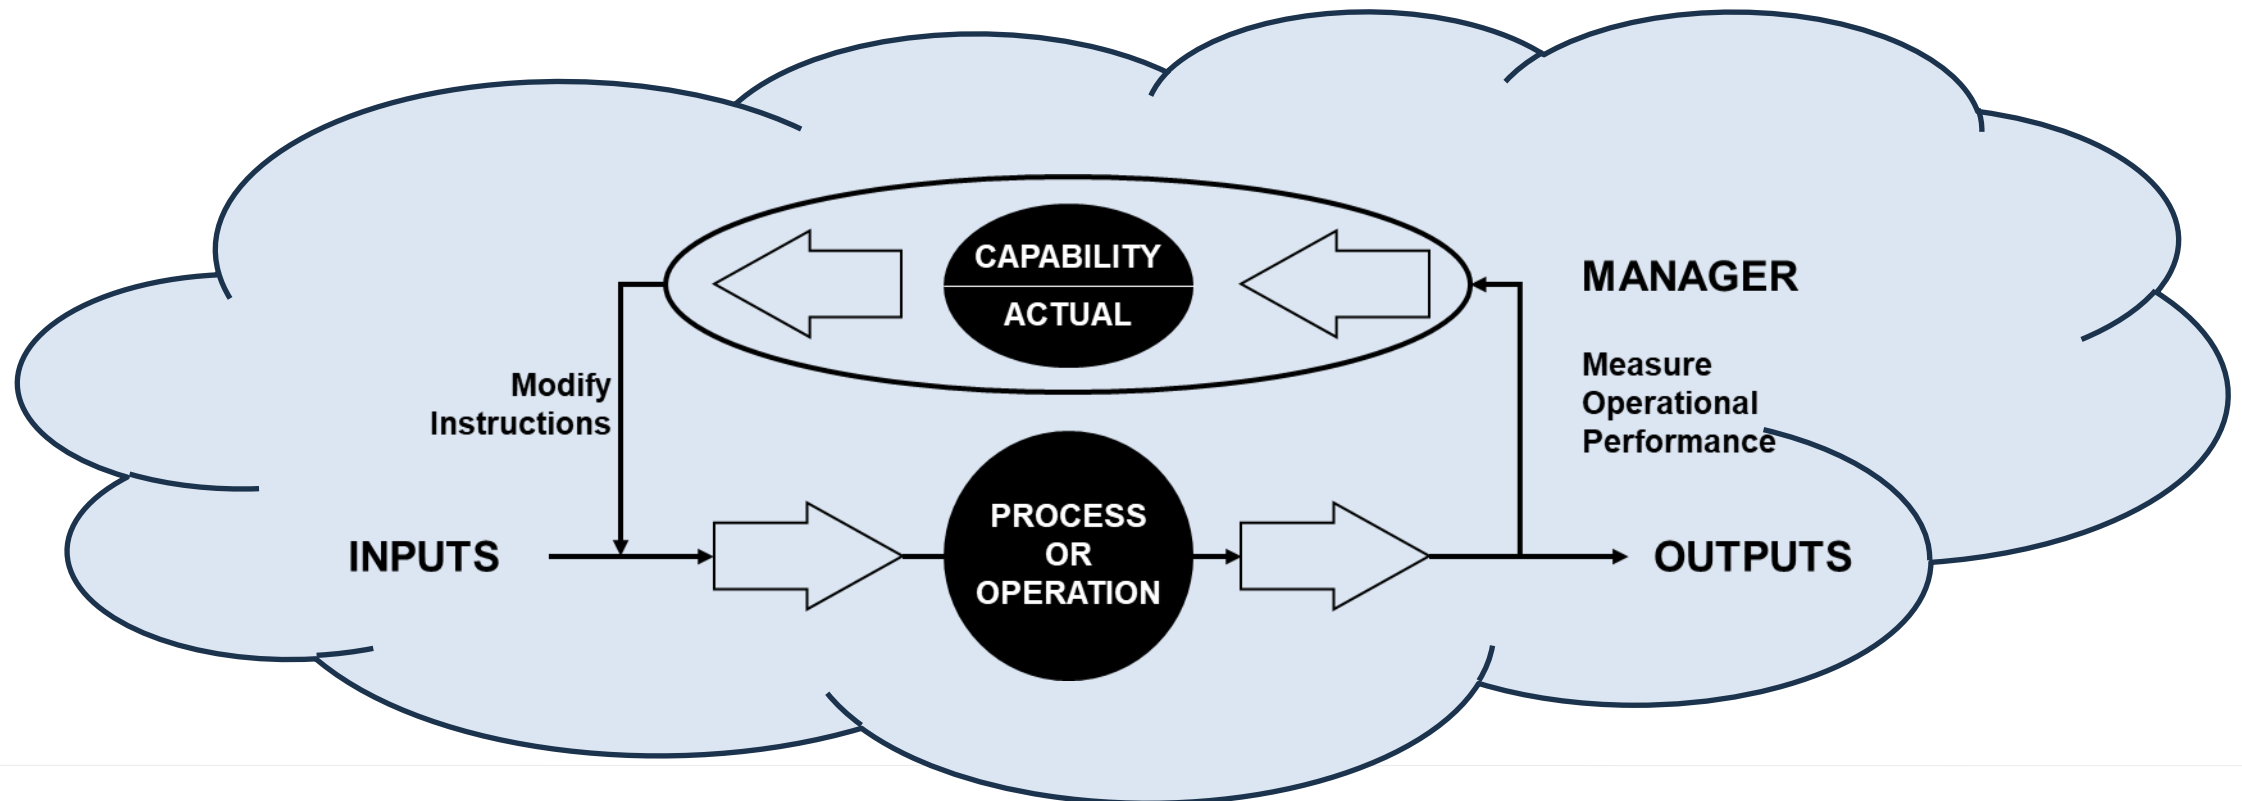 CAPABILITY
ACTUAL
MANAGER
Measure
Operational
Performance
Modify
Instructions
INPUTS
PROCESS
OR
OPERATION
OUTPUTS